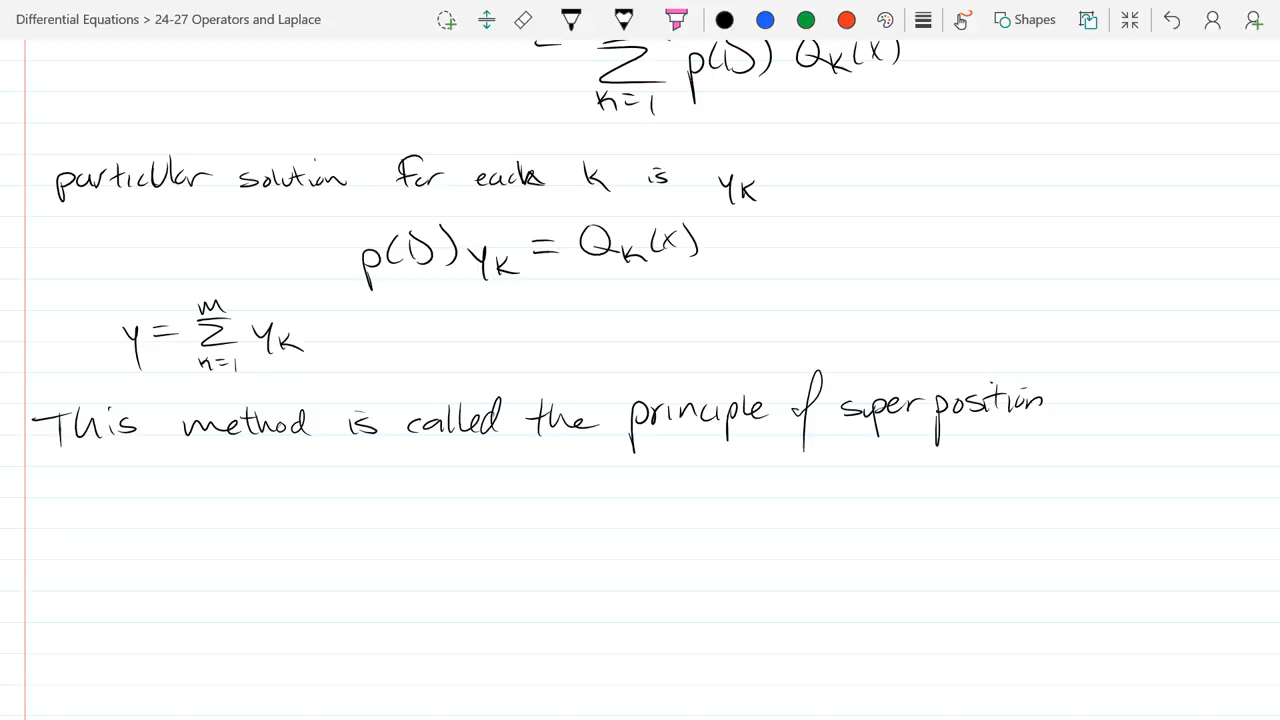 Differential Equations > 24-27 Operators and Laplace
Shapes
∑ p(D) Q_k(x)
k=1
particular solution for each k is y_k
p(D) y_k = Q_k(x)
y = ∑_{k=1}^{m} y_k
This method is called the principle of superposition